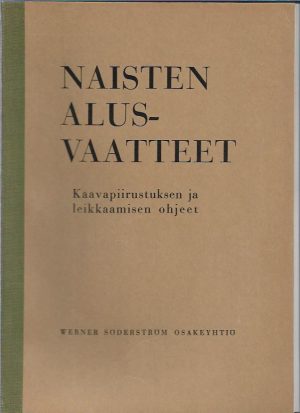 NAISTEN
ALUS-
VAATTEET
Kaavapiirustuksen ja
leikkaamisen ohjeet
WERNER SÖDERSTRÖM OSAKEYHTIÖ